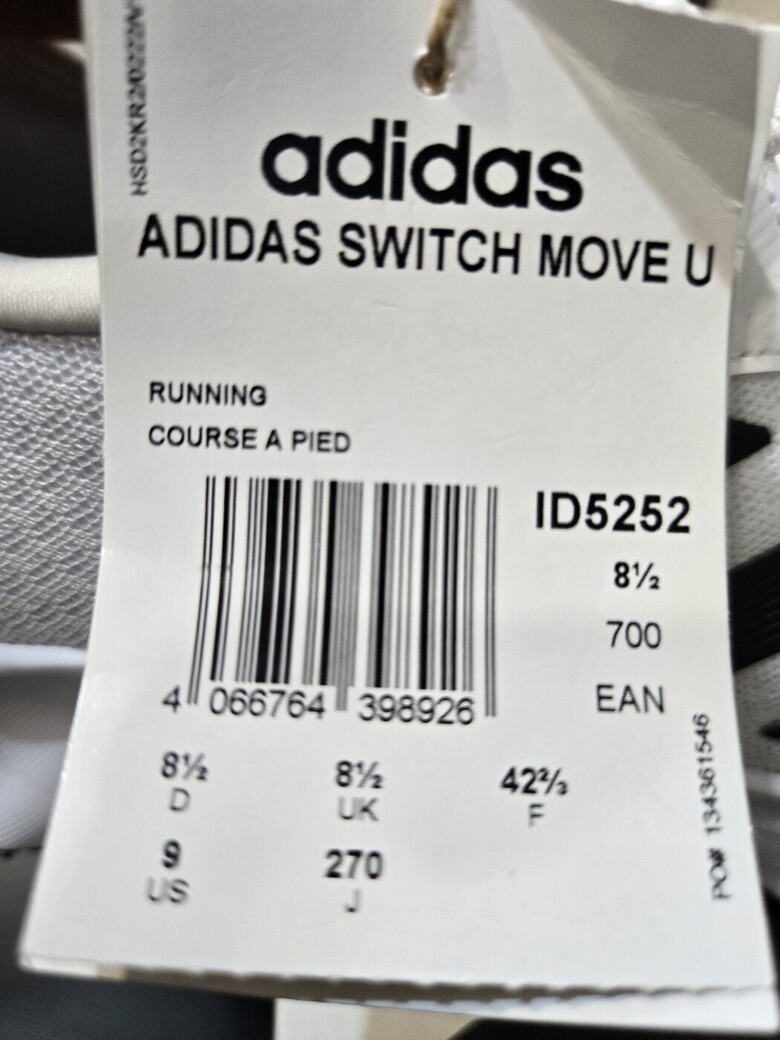 adidas
ADIDAS SWITCH MOVE U
RUNNING
COURSE A PIED
ID5252
8½
700
EAN
4 066764 398926
8½ 8½ 42⅔
D UK F
9 270
US J
PO# 134361546